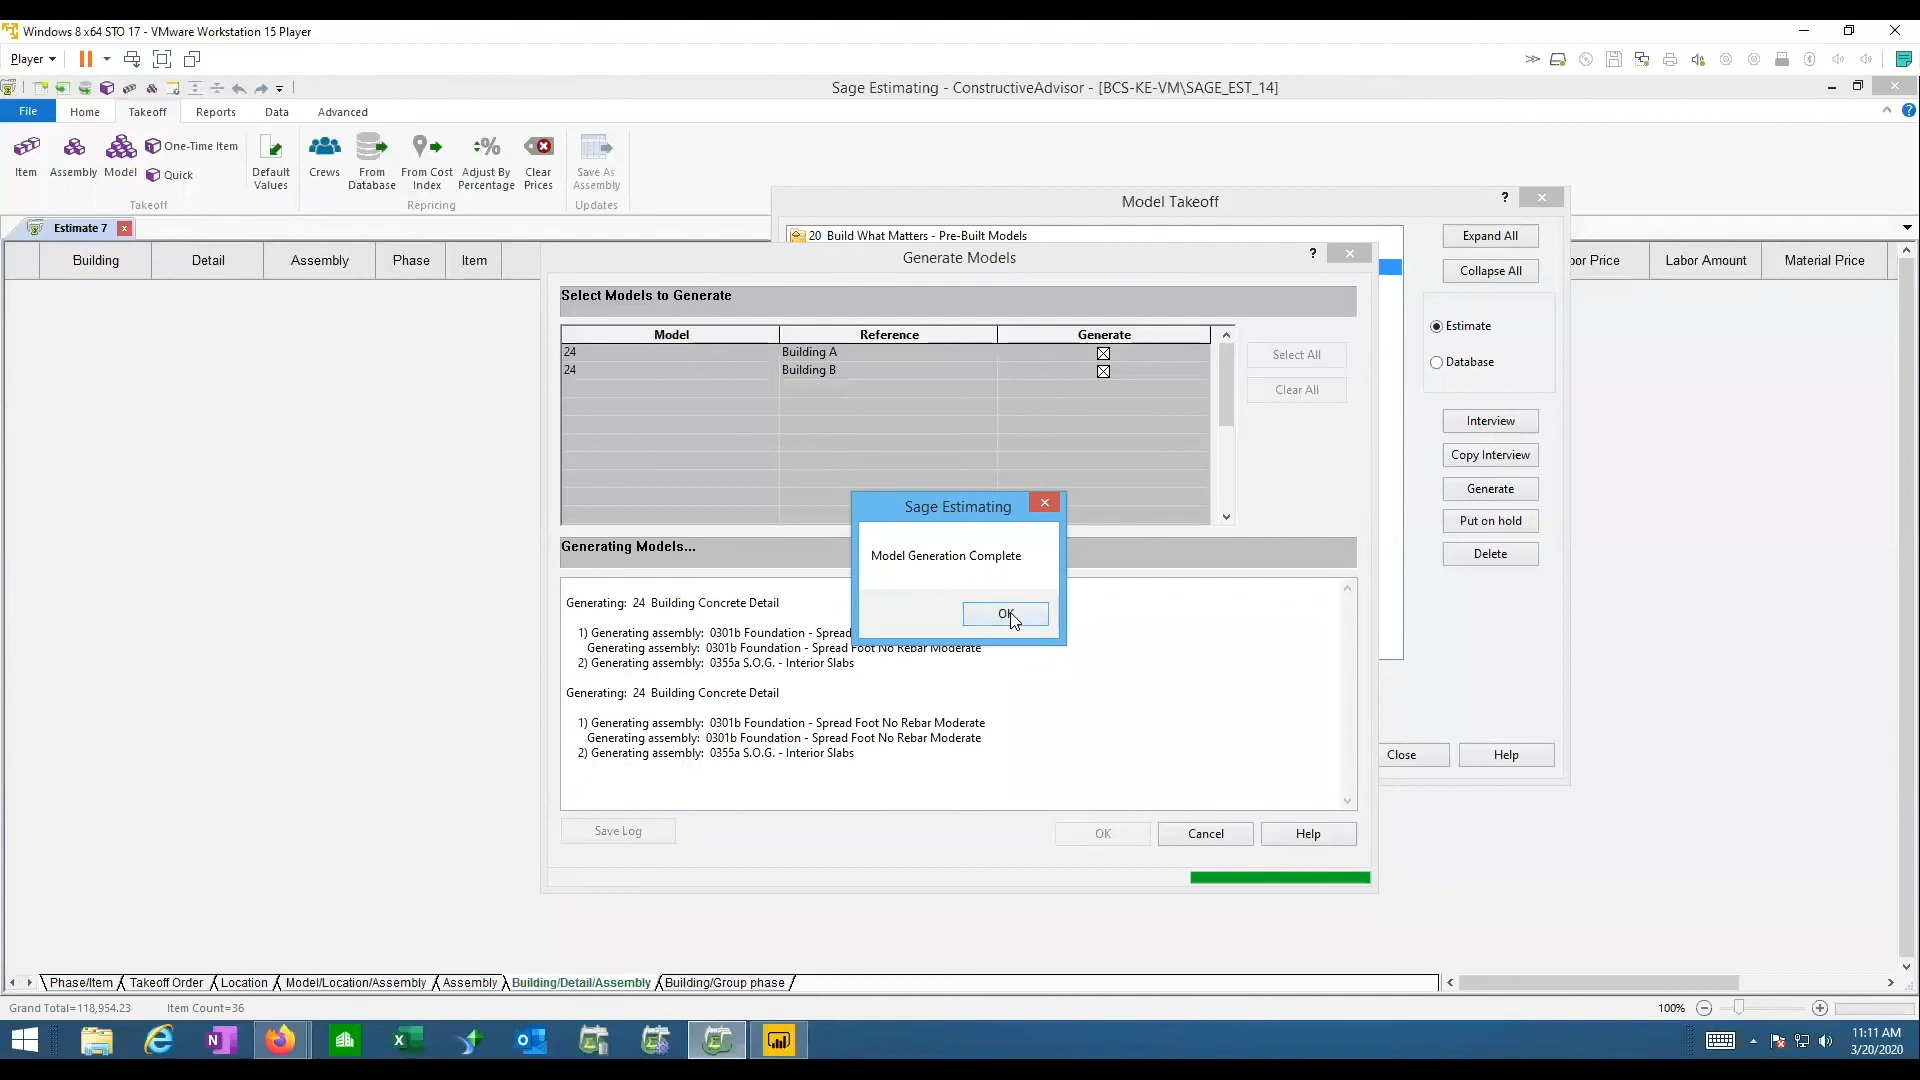 Windows 8 x64 STO 17 - VMware Workstation 15 Player
Player
Sage Estimating - ConstructiveAdvisor - [BCS-KE-VM\SAGE_EST_14]
File Home Takeoff Reports Data Advanced
Item
Assembly
Model
One-Time Item
Quick
Default Values
Crews
From Database
From Cost Index
Adjust By Percentage
Clear Prices
Save As Assembly
Takeoff
Repricing
Updates
Model Takeoff
Estimate 7
20 Build What Matters - Pre-Built Models
Expand All
Building Detail Assembly Phase Item
Generate Models
Labor Amount Material Price
Collapse All
Select Models to Generate
Estimate
Database
Model Reference Generate
24 Building A
24 Building B
Select All
Clear All
Interview
Copy Interview
Generate
Put on hold
Delete
Sage Estimating
Model Generation Complete
OK
Generating Models...
Generating: 24 Building Concrete Detail
1) Generating assembly: 0301b Foundation - Spread
Generating assembly: 0301b Foundation - Spread Foot No Rebar Moderate
2) Generating assembly: 0355a S.O.G. - Interior Slabs
Generating: 24 Building Concrete Detail
1) Generating assembly: 0301b Foundation - Spread Foot No Rebar Moderate
Generating assembly: 0301b Foundation - Spread Foot No Rebar Moderate
2) Generating assembly: 0355a S.O.G. - Interior Slabs
Close Help
Save Log OK Cancel Help
Phase/Item Takeoff Order Location Model/Location/Assembly Assembly Building/Detail/Assembly Building/Group phase
Grand Total=118,954.23 Item Count=36
100%
11:11 AM
3/20/2020